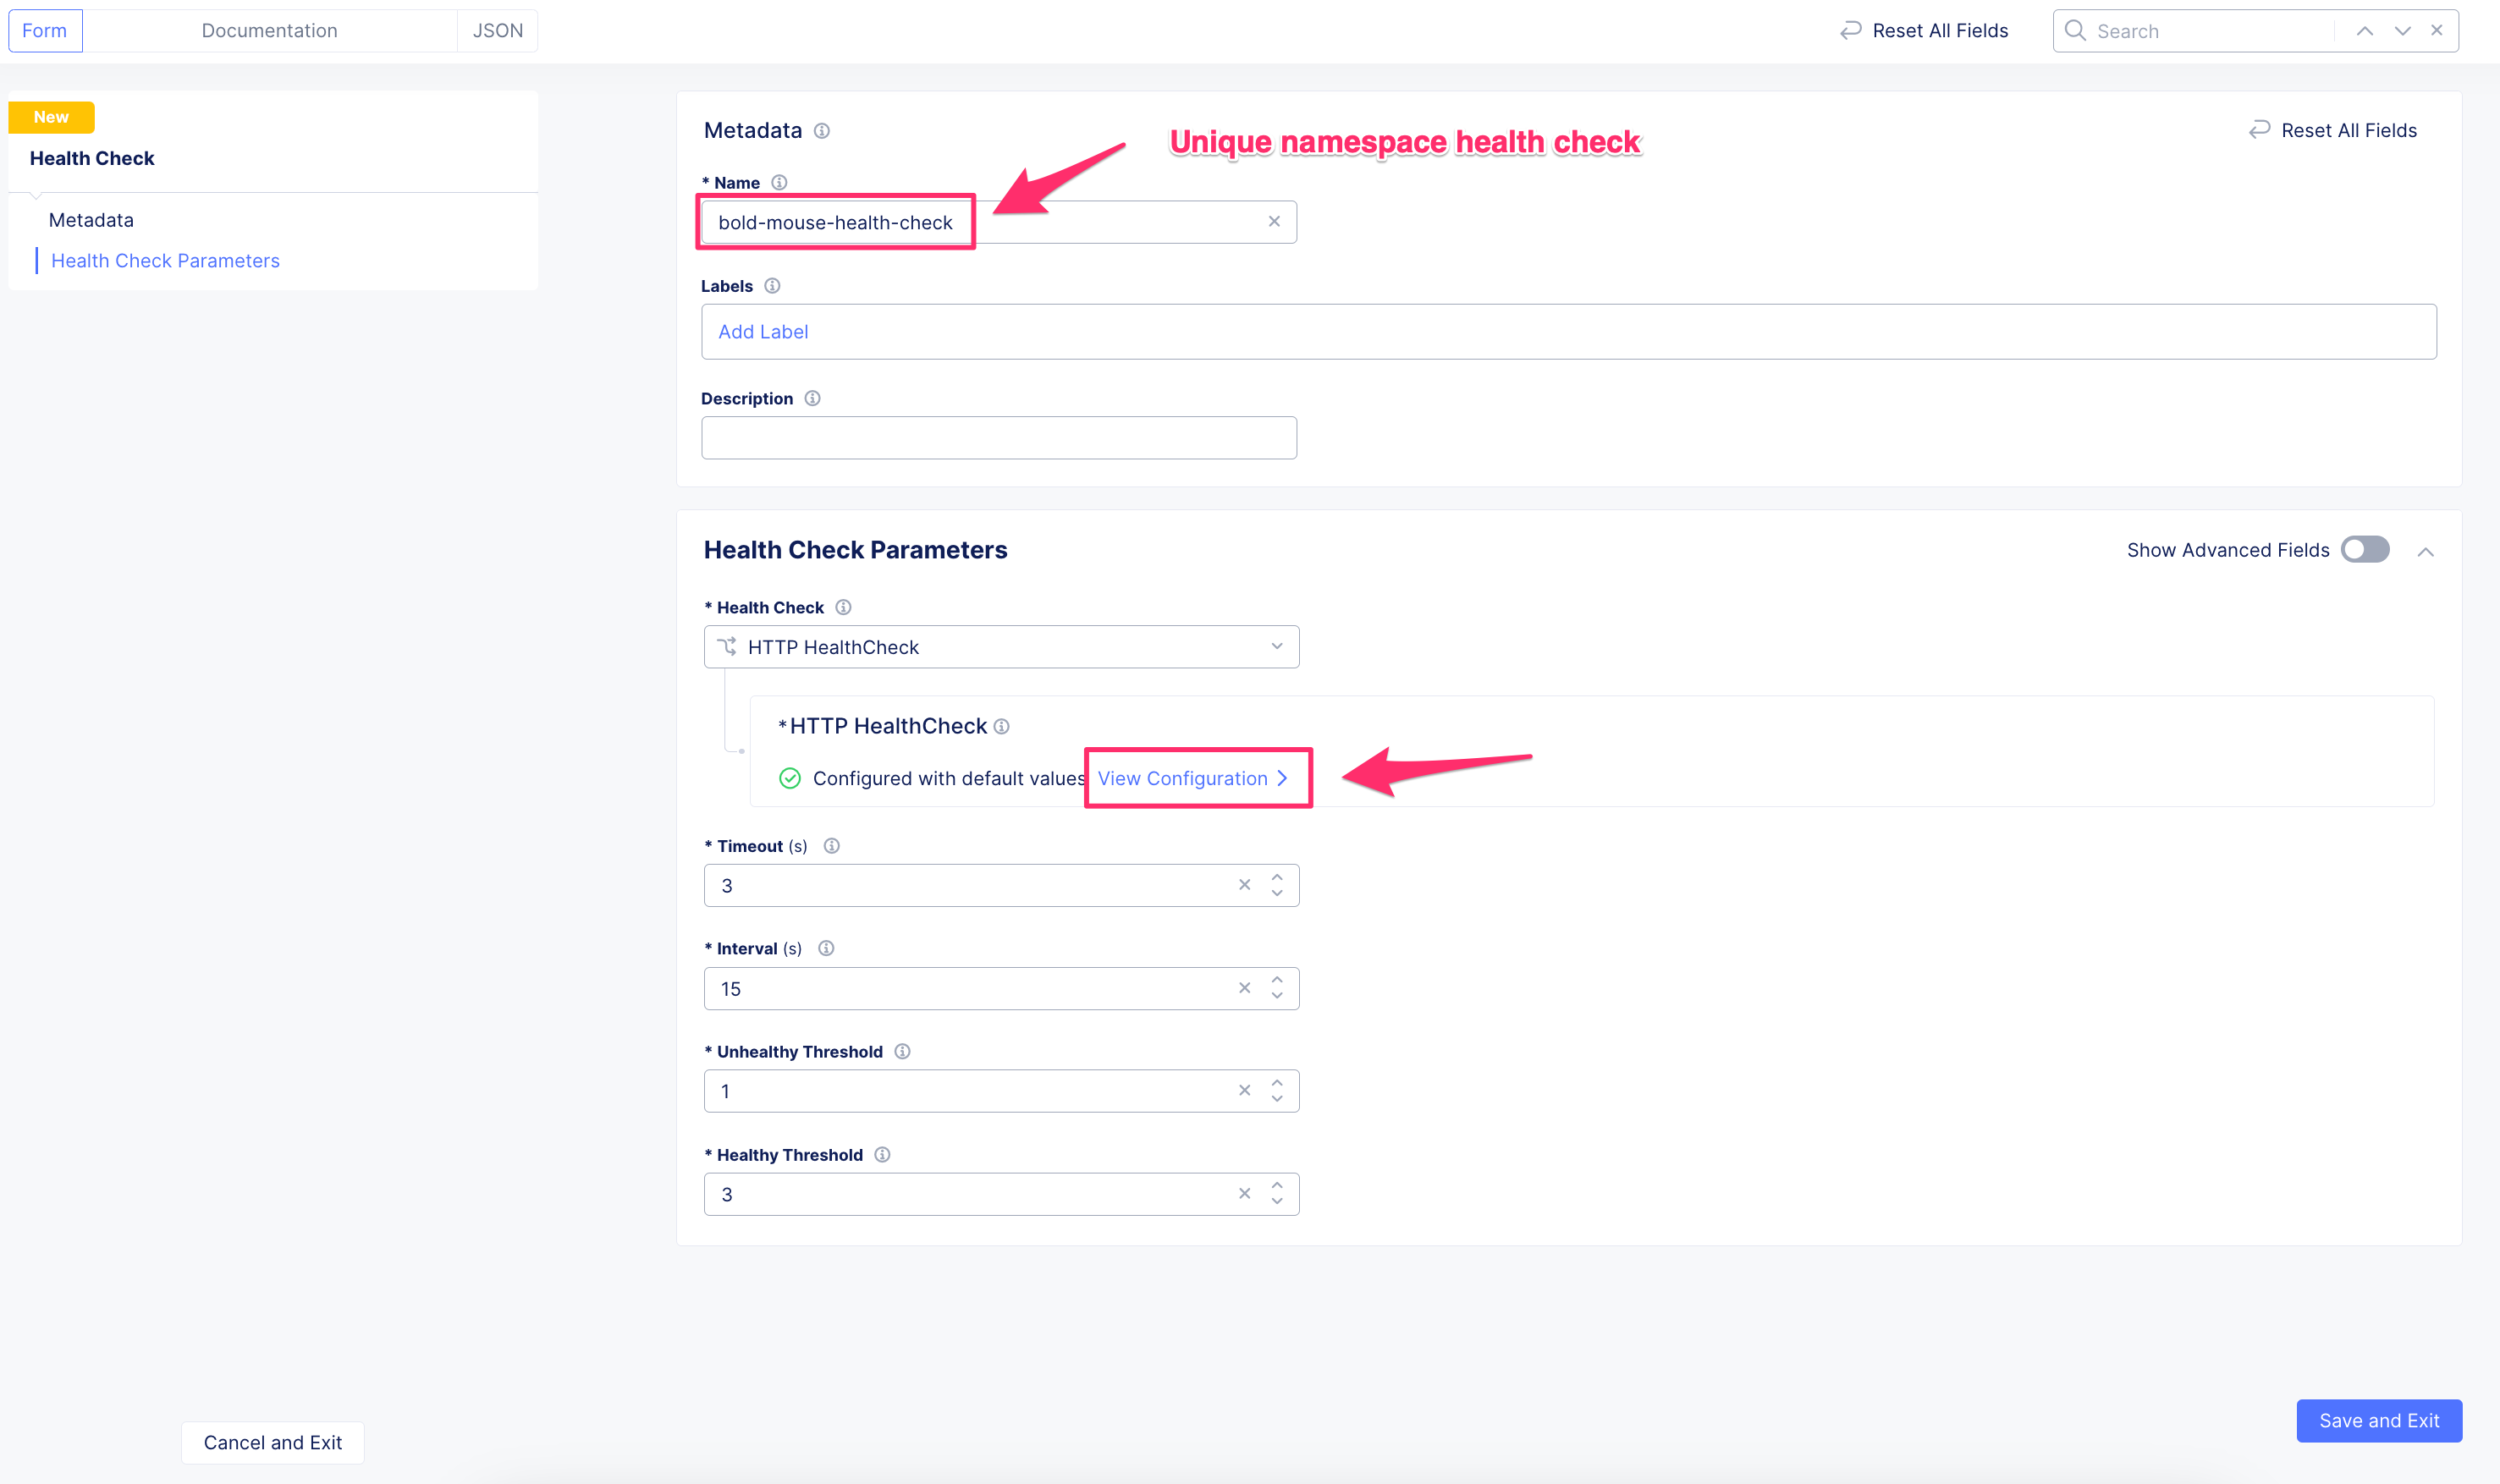 Form
Documentation
JSON
Reset All Fields
Search
New
Health Check
Metadata
Health Check Parameters
Metadata
Unique namespace health check
Reset All Fields
* Name
bold-mouse-health-check
Labels
Add Label
Description
Health Check Parameters
Show Advanced Fields
* Health Check
HTTP HealthCheck
*HTTP HealthCheck
Configured with default values View Configuration
* Timeout (s)
3
* Interval (s)
15
* Unhealthy Threshold
1
* Healthy Threshold
3
Cancel and Exit
Save and Exit